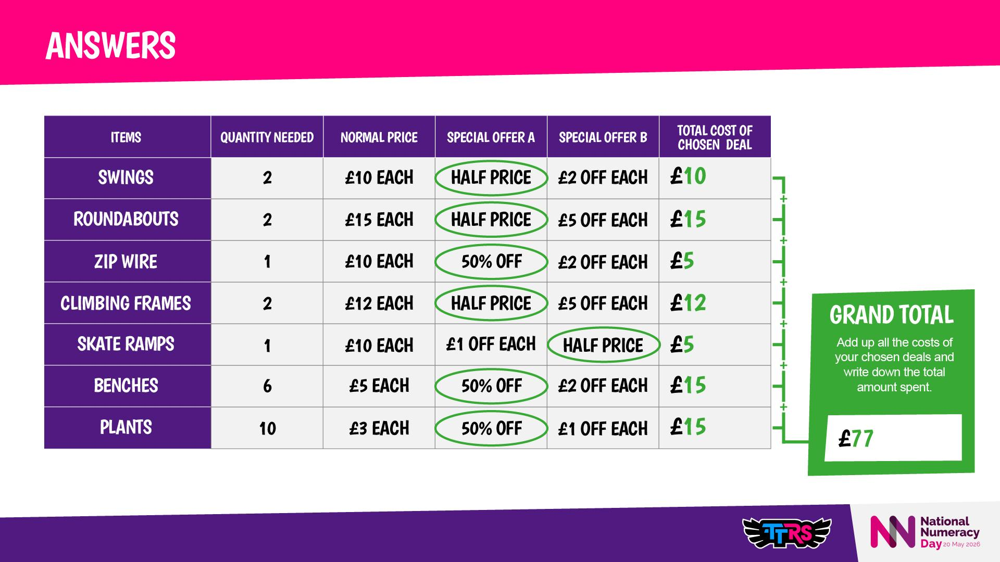 ANSWERS
ITEMS QUANTITY NEEDED NORMAL PRICE SPECIAL OFFER A SPECIAL OFFER B TOTAL COST OF
CHOSEN DEAL
SWINGS 2 £10 EACH HALF PRICE £2 OFF EACH £10
ROUNDABOUTS 2 £15 EACH HALF PRICE £5 OFF EACH £15
ZIP WIRE 1 £10 EACH 50% OFF £2 OFF EACH £5
CLIMBING FRAMES 2 £12 EACH HALF PRICE £5 OFF EACH £12
SKATE RAMPS 1 £10 EACH £1 OFF EACH HALF PRICE £5
BENCHES 6 £5 EACH 50% OFF £2 OFF EACH £15
PLANTS 10 £3 EACH 50% OFF £1 OFF EACH £15
+
+
+
+
+
+
GRAND TOTAL
Add up all the costs of
your chosen deals and
write down the total
amount spent.
£77
TTRS
National
Numeracy
Day 20 May 2026